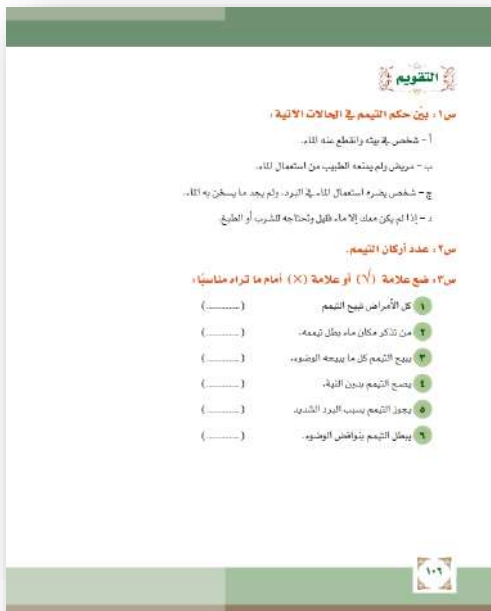 التقويم
س١: بيّن حكم التيمم في الحالات الآتية:
أ - شخص في بيته وانقطع عنه الماء.
ب - مريض ولم يمنعه الطبيب من استعمال الماء.
ج - شخص يضره استعمال الماء في البرد، ولم يجد ما يسخن به الماء.
د - إذا لم يكن معك إلا ماء قليل وتحتاجه للشرب أو الطبخ.
س٢: عدد أركان التيمم.
س٣: ضع علامة (√) أو علامة (×) أمام ما تراه مناسبًا:
١ كل الأمراض تبيح التيمم (...........)
٢ من تذكر مكان ماء بطل تيممه. (...........)
٣ يبيح التيمم كل ما يبيحه الوضوء. (...........)
٤ يصح التيمم بدون النية. (...........)
٥ يجوز التيمم بسبب البرد الشديد. (...........)
٦ يبطل التيمم بنواقض الوضوء. (...........)
١٠٦